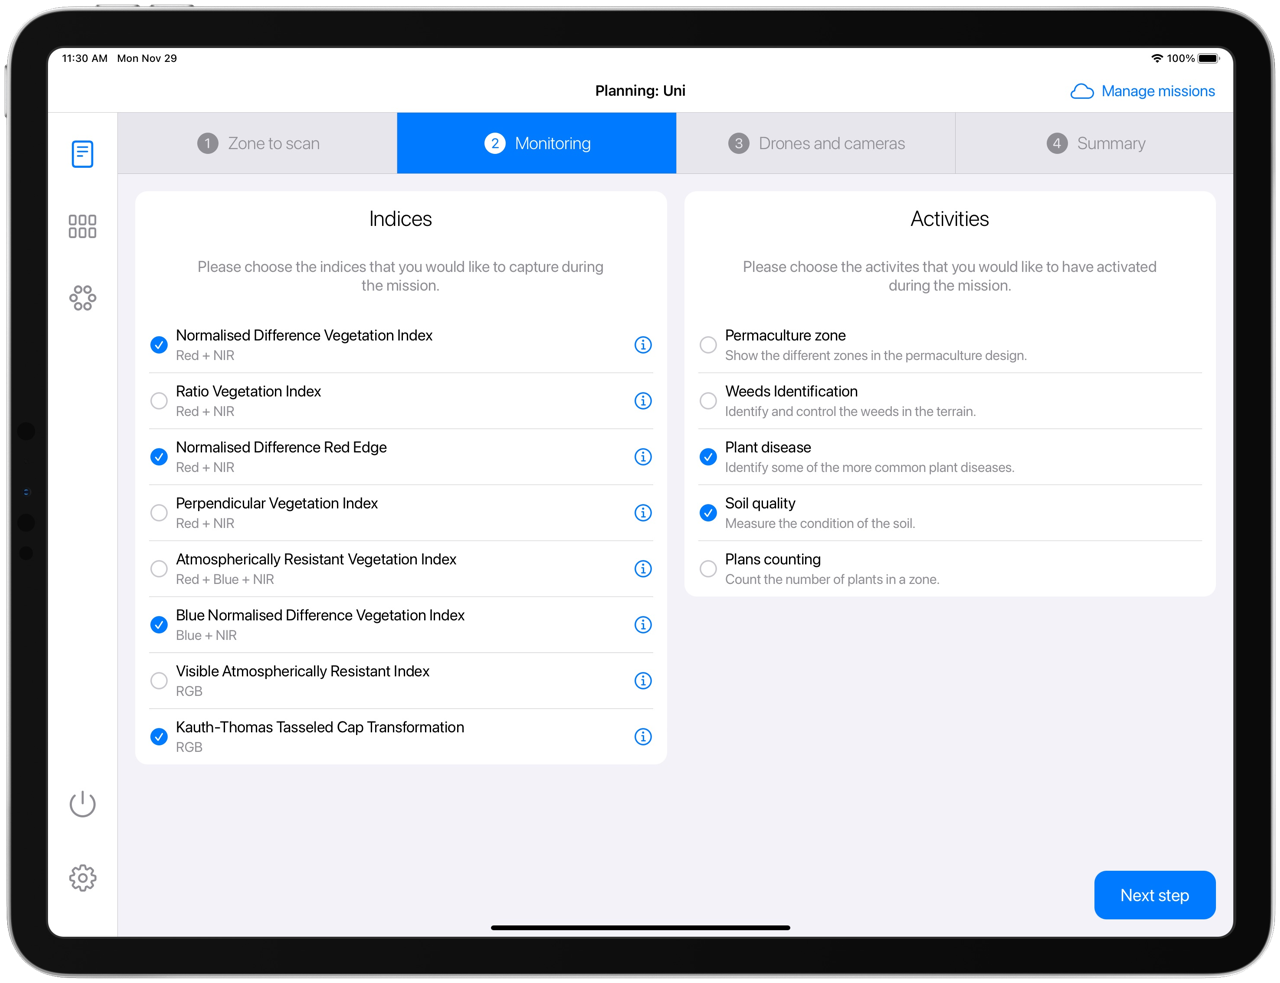 11:30 AM Mon Nov 29
100%
Planning: Uni
Manage missions
1 Zone to scan
2 Monitoring
3 Drones and cameras
4 Summary
Indices
Please choose the indices that you would like to capture during
the mission.
Normalised Difference Vegetation Index
Red + NIR
Ratio Vegetation Index
Red + NIR
Normalised Difference Red Edge
Red + NIR
Perpendicular Vegetation Index
Red + NIR
Atmospherically Resistant Vegetation Index
Red + Blue + NIR
Blue Normalised Difference Vegetation Index
Blue + NIR
Visible Atmospherically Resistant Index
RGB
Kauth-Thomas Tasseled Cap Transformation
RGB
Activities
Please choose the activites that you would like to have activated
during the mission.
Permaculture zone
Show the different zones in the permaculture design.
Weeds Identification
Identify and control the weeds in the terrain.
Plant disease
Identify some of the more common plant diseases.
Soil quality
Measure the condition of the soil.
Plans counting
Count the number of plants in a zone.
Next step